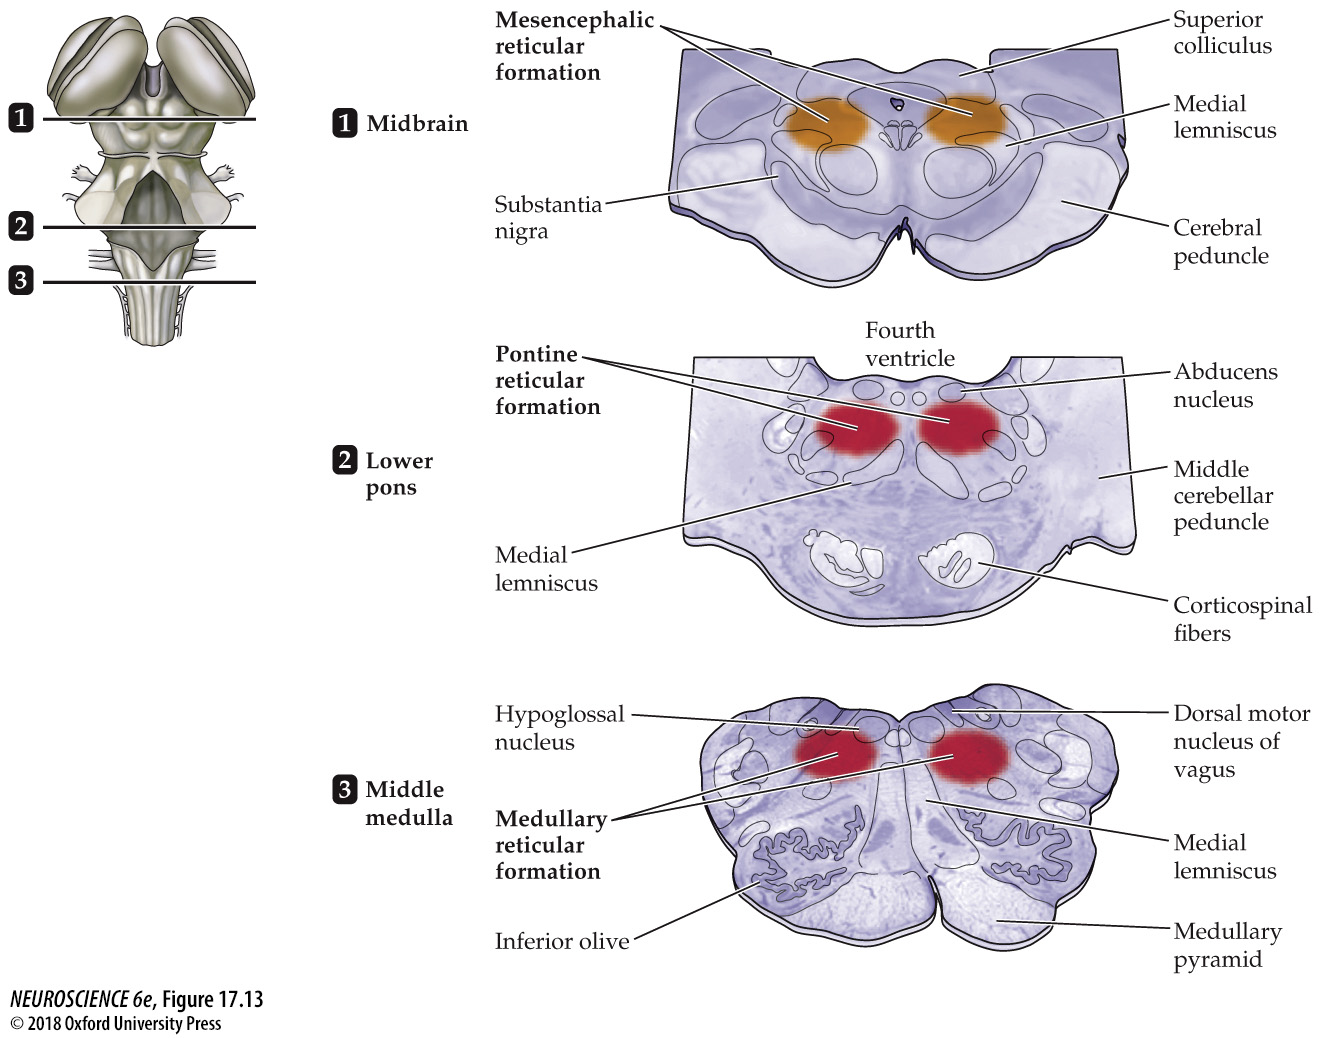 1
2
3
1 Midbrain
Mesencephalic
reticular
formation
Superior
colliculus
Medial
lemniscus
Substantia
nigra
Cerebral
peduncle
2 Lower
pons
Fourth
ventricle
Pontine
reticular
formation
Abducens
nucleus
Middle
cerebellar
peduncle
Medial
lemniscus
Corticospinal
fibers
3 Middle
medulla
Hypoglossal
nucleus
Dorsal motor
nucleus of
vagus
Medullary
reticular
formation
Medial
lemniscus
Inferior olive
Medullary
pyramid
NEUROSCIENCE 6e, Figure 17.13
© 2018 Oxford University Press